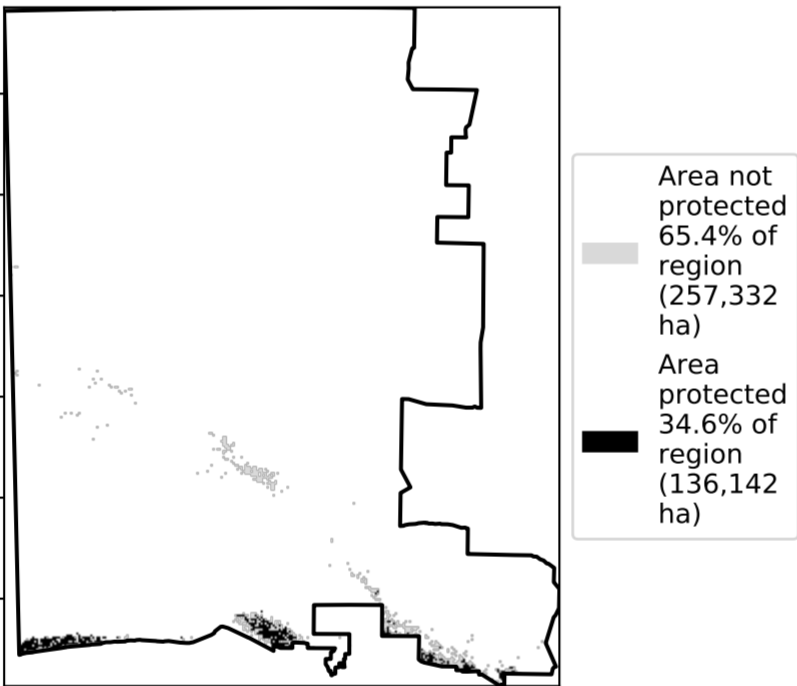 Area not
protected
65.4% of
region
(257,332
ha)
Area
protected
34.6% of
region
(136,142
ha)